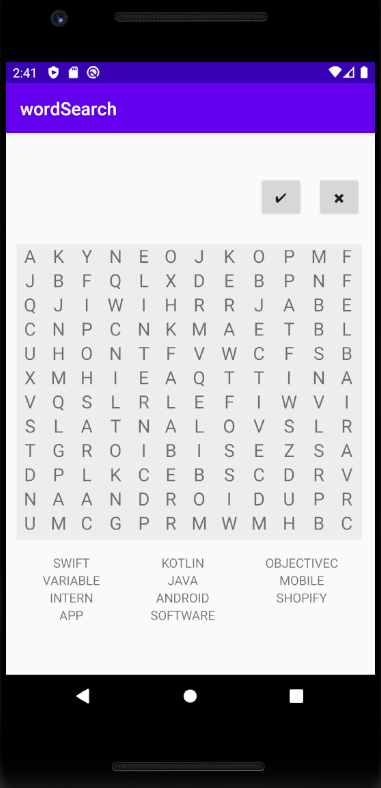 2:41
wordSearch
✔ ✖
A K Y N E O J K O P M F
J B F Q L X D E B P N F
Q J I W I H R R J A B E
C N P C N K M A E T B L
U H O N T F V W C F S B
X M H I E A Q T T I N A
V Q S L R L E F I W V I
S L A T N A L O V S L R
T G R O I B I S E Z S A
D P L K C E B S C D R V
N A A N D R O I D U P R
U M C G P R M W M H B C
SWIFT KOTLIN OBJECTIVEC
VARIABLE JAVA MOBILE
INTERN ANDROID SHOPIFY
APP SOFTWARE